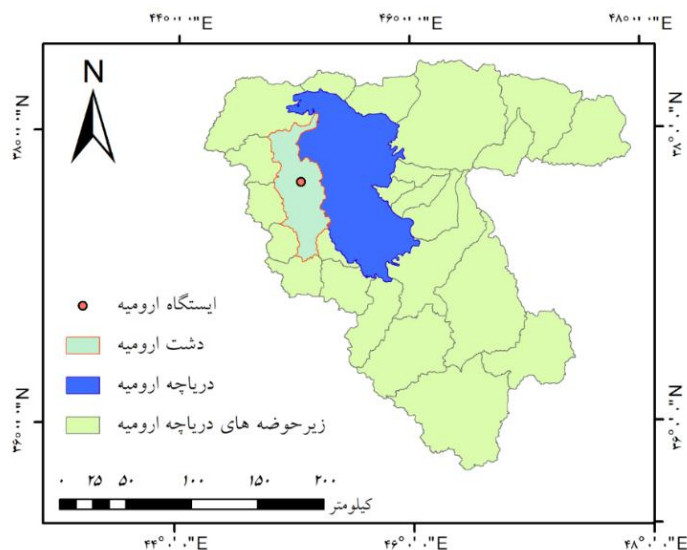 ۴۴°۰'۰"E ۴۶°۰'۰"E ۴۸°۰'۰"E
N
۳۸°۰'۰"N ۳۸°۰'۰"N
ایستگاه ارومیه
دشت ارومیه
دریاچه ارومیه
زیرحوضه های دریاچه ارومیه
۳۶°۰'۰"N ۳۶°۰'۰"N
۰ ۲۵ ۵۰ ۱۰۰ ۱۵۰ ۲۰۰
کیلومتر
۴۴°۰'۰"E ۴۶°۰'۰"E ۴۸°۰'۰"E